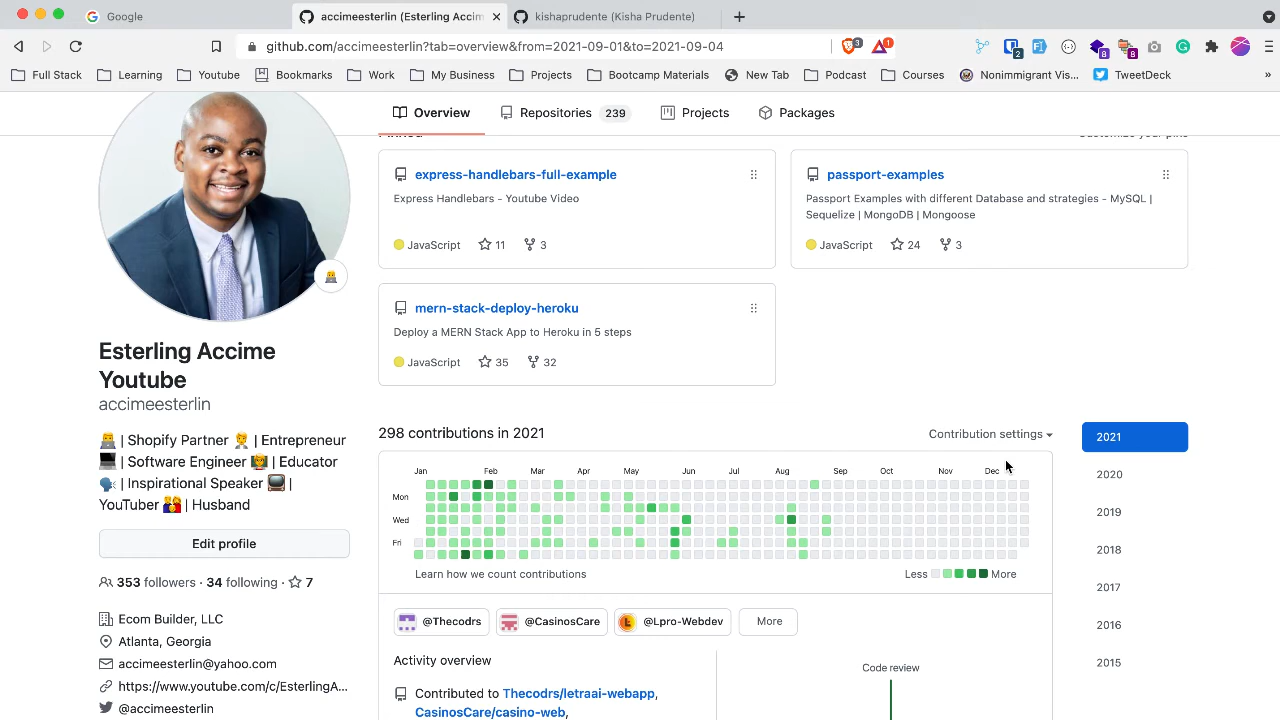 Google
accimeesterlin (Esterling Accim
kishaprudente (Kisha Prudente)
github.com/accimeesterlin?tab=overview&from=2021-09-01&to=2021-09-04
3
1
2
8
8
Full Stack
Learning
Youtube
Bookmarks
Work
My Business
Projects
Bootcamp Materials
New Tab
Podcast
Courses
Nonimmigrant Vis...
TweetDeck
»
Overview
Repositories 239
Projects
Packages
Pinned
Customize your pins
express-handlebars-full-example
Express Handlebars - Youtube Video
JavaScript 11 3
passport-examples
Passport Examples with different Database and strategies - MySQL |
Sequelize | MongoDB | Mongoose
JavaScript 24 3
mern-stack-deploy-heroku
Deploy a MERN Stack App to Heroku in 5 steps
JavaScript 35 32
Esterling Accime
Youtube
accimeesterlin
| Shopify Partner | Entrepreneur
| Software Engineer | Educator
| Inspirational Speaker |
YouTuber | Husband
Edit profile
353 followers · 34 following · 7
Ecom Builder, LLC
Atlanta, Georgia
accimeesterlin@yahoo.com
https://www.youtube.com/c/EsterlingA...
@accimeesterlin
298 contributions in 2021
Contribution settings
Jan Feb Mar Apr May Jun Jul Aug Sep Oct Nov Dec
Mon
Wed
Fri
Learn how we count contributions
Less More
@Thecodrs
@CasinosCare
@Lpro-Webdev
More
Activity overview
Contributed to Thecodrs/letraai-webapp,
CasinosCare/casino-web,
Code review
2021
2020
2019
2018
2017
2016
2015